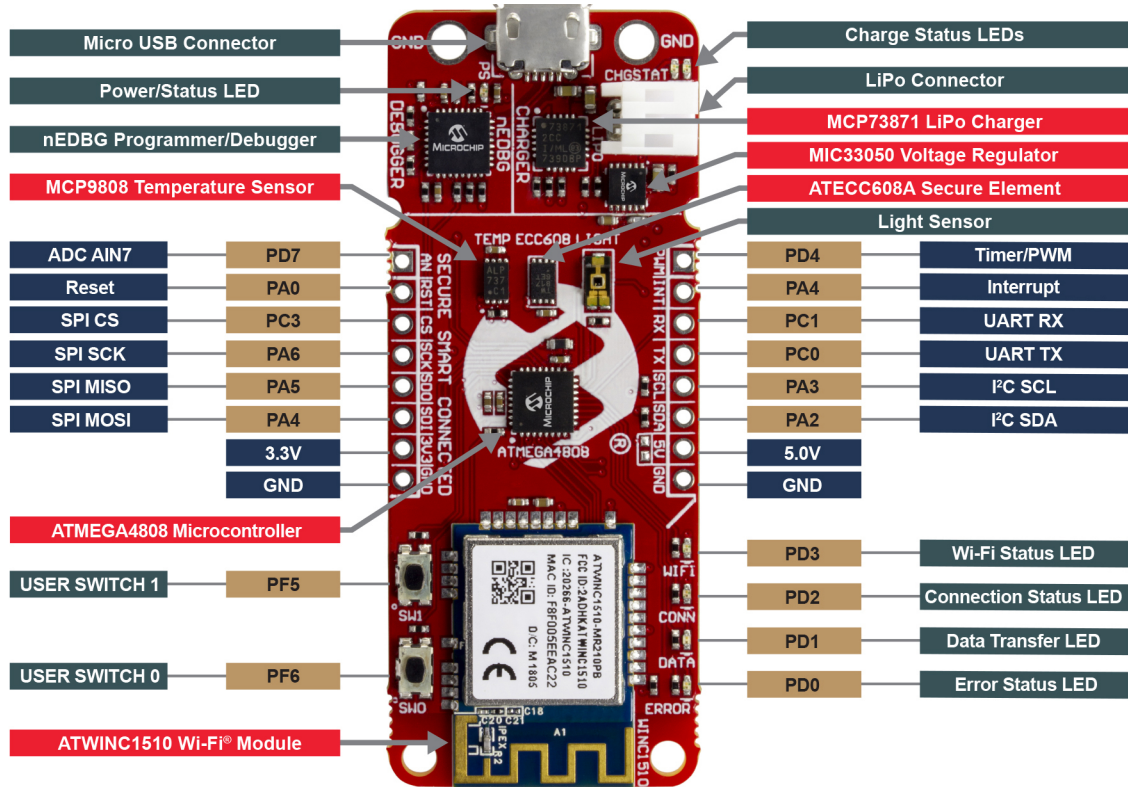 Micro USB Connector
Power/Status LED
nEDBG Programmer/Debugger
MCP9808 Temperature Sensor
ADC AIN7 PD7
Reset PA0
SPI CS PC3
SPI SCK PA6
SPI MISO PA5
SPI MOSI PA4
3.3V
GND
ATMEGA4808 Microcontroller
USER SWITCH 1 PF5
USER SWITCH 0 PF6
ATWINC1510 Wi-Fi® Module
Charge Status LEDs
LiPo Connector
MCP73871 LiPo Charger
MIC33050 Voltage Regulator
ATECC608A Secure Element
Light Sensor
PD4 Timer/PWM
PA4 Interrupt
PC1 UART RX
PC0 UART TX
PA3 I²C SCL
PA2 I²C SDA
5.0V
GND
PD3 Wi-Fi Status LED
PD2 Connection Status LED
PD1 Data Transfer LED
PD0 Error Status LED
GND
GND
PS
CHGSTAT
DEBUGGER
nEDBG
CHARGER
LIPO
MICROCHIP
TEMP ECC608 LIGHT
AN RST CS SCK SDO SDI 3V3 GND
SECURE SMART CONNECTED
PWM INT RX TX SCL SDA 5V GND
ALP
737
MICROCHIP
ATMEGA4808
®
SW1
SW0
WIFI
CONN
DATA
ERROR
ATWINC1510-MR210PB
FCC ID:2ADHKATWINC1510
IC :20266-ATWINC1510
MAC ID: F8F005EEAC22
D/C: M1805
CE
C18
C20 C21
IPEX
R2
A1
WINC1510